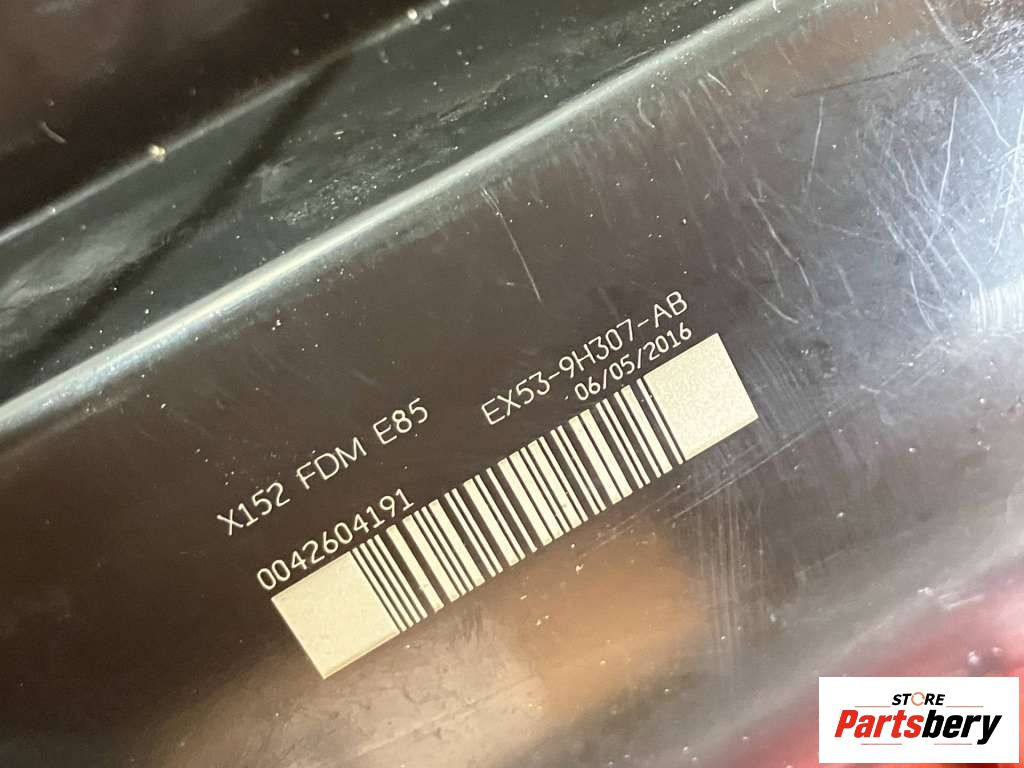 X152 FDM E85 EX53-9H307-AB
0042604191 06/05/2016
STORE
Partsbery